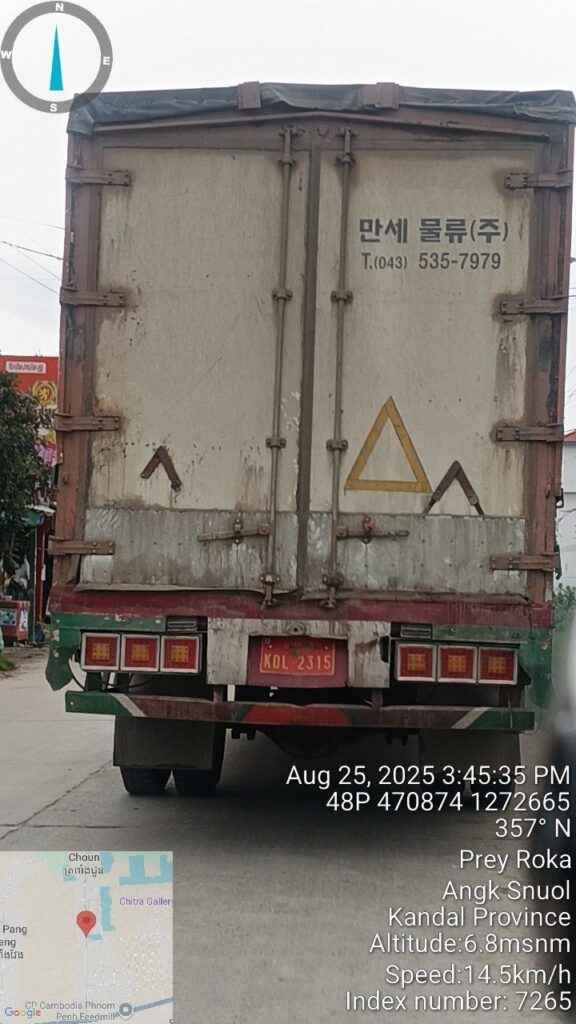 N
W
E
S
만세 물류(주)
T.(043) 535-7979
KDL 2315
Aug 25, 2025 3:45:35 PM
48P 470874 1272665
357° N
Prey Roka
Angk Snuol
Kandal Province
Altitude:6.8msnm
Speed:14.5km/h
Index number: 7265
Choun
Chitra Gallery
Pang
eng
CP Cambodia Phnom
Penh Feedmill
Google